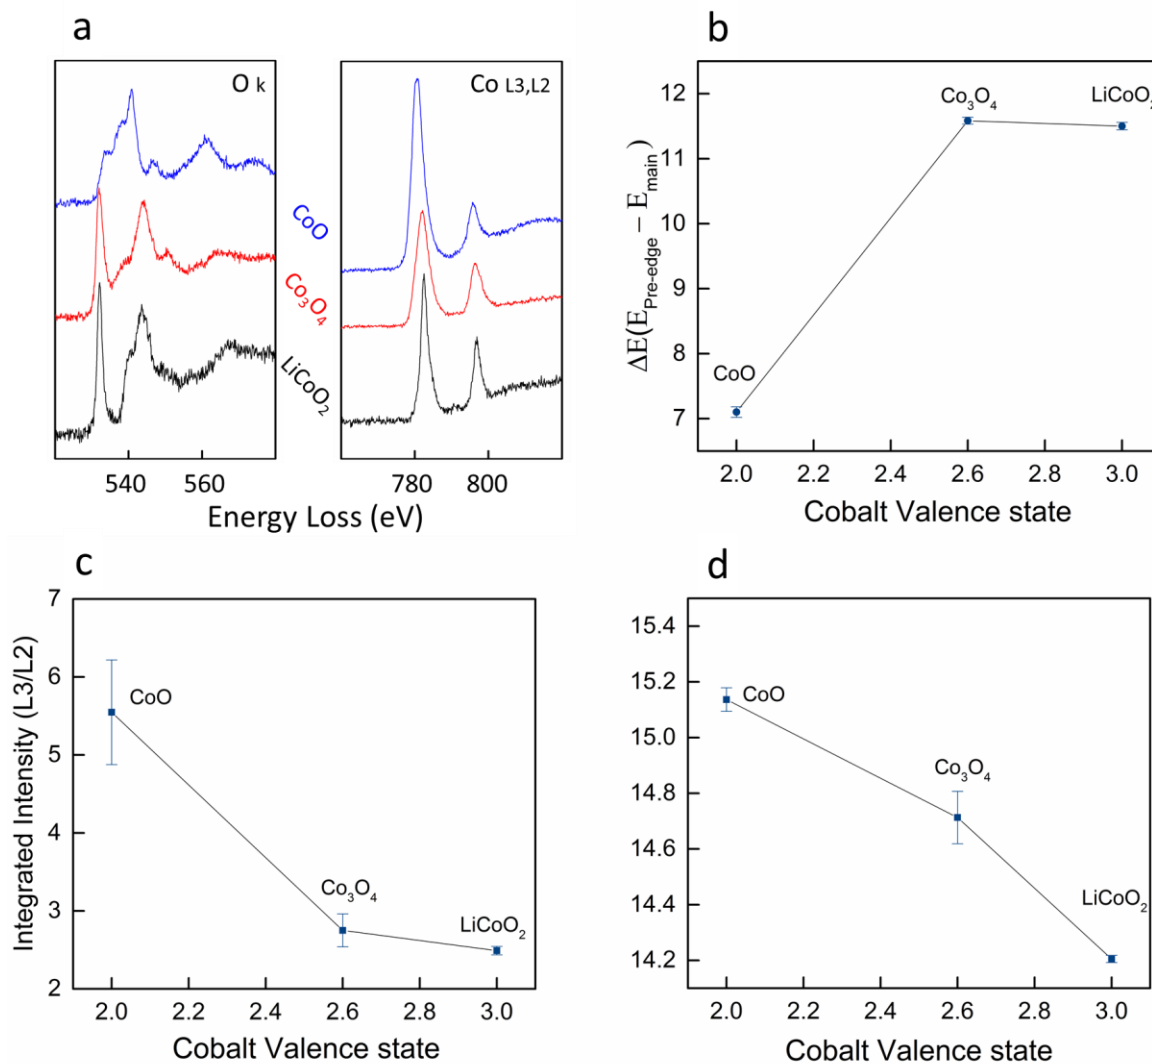 a
O k
Co L3,L2
CoO
Co₃O₄
LiCoO₂
540 560
780 800
Energy Loss (eV)
b
12
11
10
9
8
7
ΔE(E_Pre-edge – E_main)
CoO
Co₃O₄
LiCoO₂
2.0 2.2 2.4 2.6 2.8 3.0
Cobalt Valence state
c
7
6
5
4
3
2
Integrated Intensity (L3/L2)
CoO
Co₃O₄
LiCoO₂
2.0 2.2 2.4 2.6 2.8 3.0
Cobalt Valence state
d
15.4
15.2
15.0
14.8
14.6
14.4
14.2
CoO
Co₃O₄
LiCoO₂
2.0 2.2 2.4 2.6 2.8 3.0
Cobalt Valence state